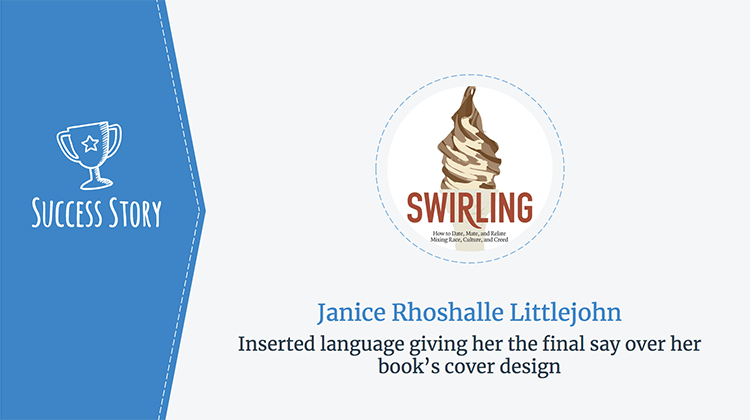 SUCCESS STORY
SWIRLING
How to Date, Mate, and Relate
Mixing Race, Culture, and Creed
Janice Rhoshalle Littlejohn
Inserted language giving her the final say over her
book’s cover design